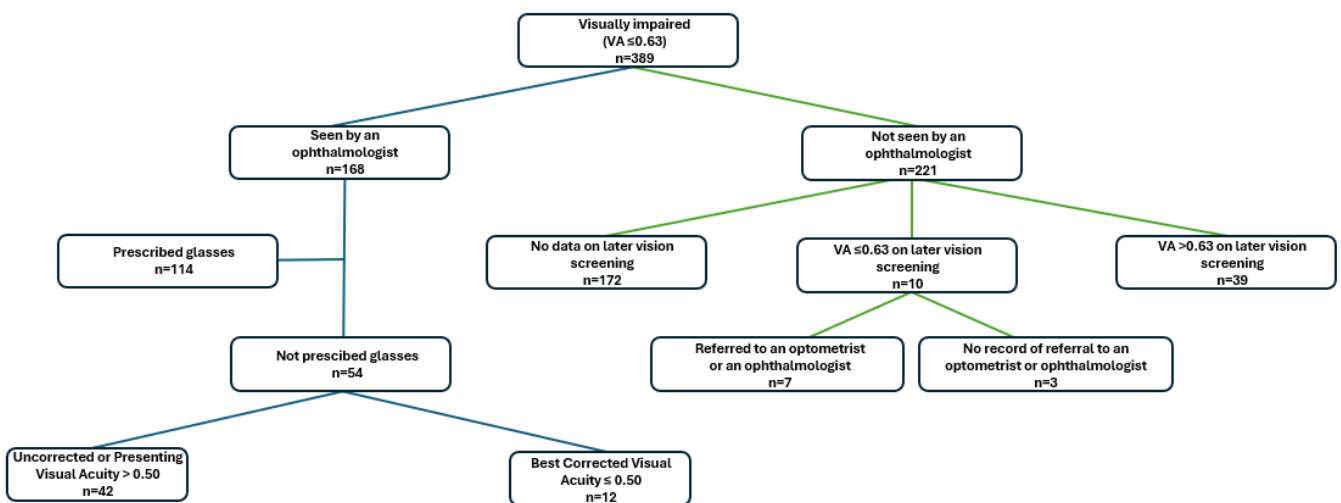 Visually impaired
(VA ≤0.63)
n=389
Seen by an
ophthalmologist
n=168
Not seen by an
ophthalmologist
n=221
Prescribed glasses
n=114
No data on later vision
screening
n=172
VA ≤0.63 on later vision
screening
n=10
VA >0.63 on later vision
screening
n=39
Not prescibed glasses
n=54
Referred to an optometrist
or an ophthalmologist
n=7
No record of referral to an
optometrist or ophthalmologist
n=3
Uncorrected or Presenting
Visual Acuity > 0.50
n=42
Best Corrected Visual
Acuity ≤ 0.50
n=12